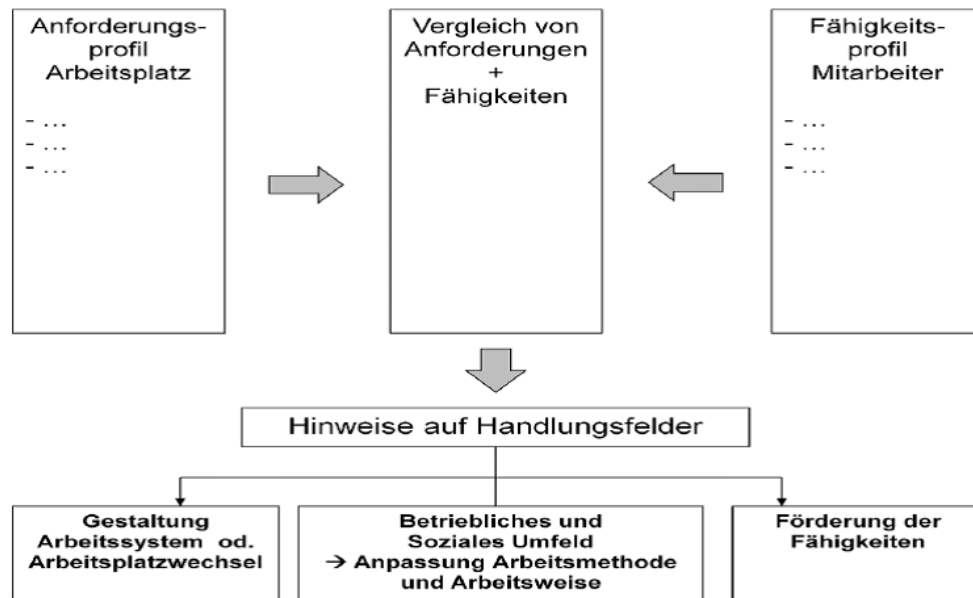 Anforderungs-
profil
Arbeitsplatz
- ...
- ...
- ...
Vergleich von
Anforderungen
+
Fähigkeiten
Fähigkeits-
profil
Mitarbeiter
- ...
- ...
- ...
Hinweise auf Handlungsfelder
Gestaltung
Arbeitssystem od.
Arbeitsplatzwechsel
Betriebliches und
Soziales Umfeld
→ Anpassung Arbeitsmethode
und Arbeitsweise
Förderung der
Fähigkeiten